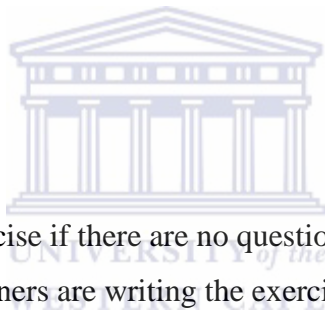 cise if there are no questio
UNIVERSITY of the
ners are writing the exerci
WESTERN CAPE